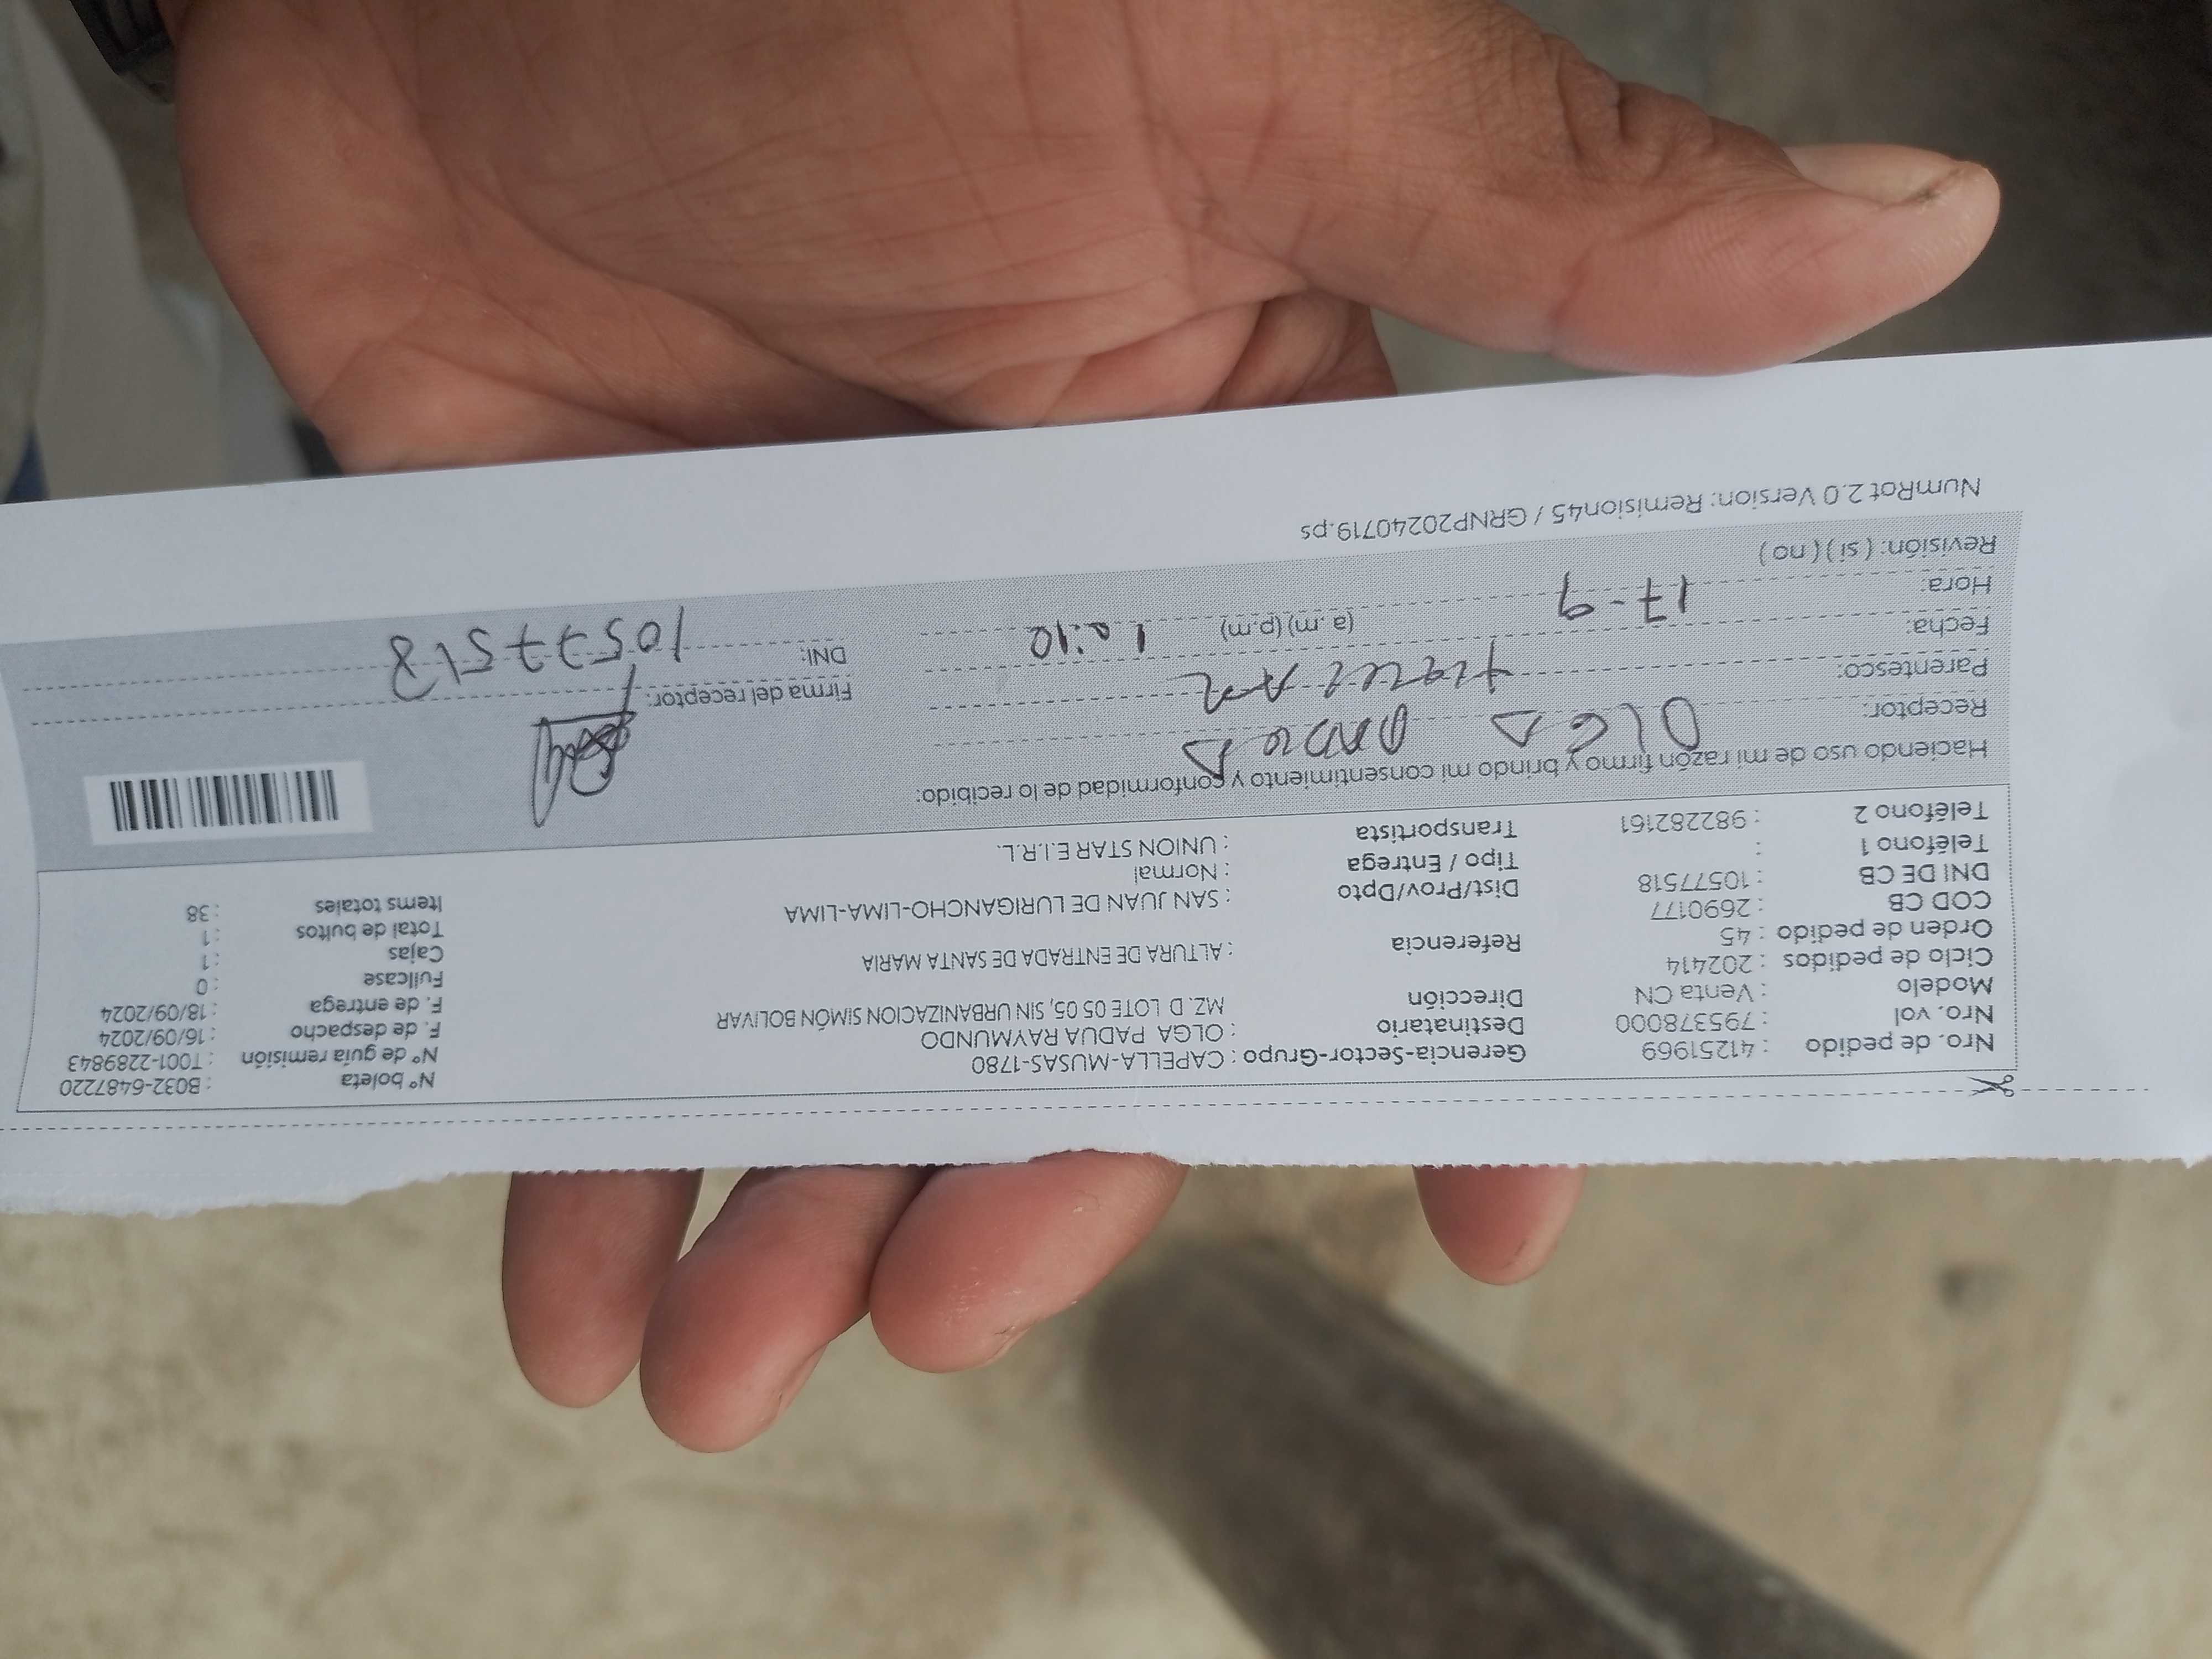 Nro. de pedido : 41251969 Gerencia-Sector-Grupo : CAPELLA-MUSAS-1780 N° boleta : B032-6487220
Nro. vol : 795378000 Destinatario : OLGA PADUA RAYMUNDO N° de guía remisión : T001-2289843
Modelo : Venta CN Dirección MZ. D LOTE 05 05, SIN URBANIZACION SIMÓN BOLIVAR F. de despacho : 16/09/2024
Ciclo de pedidos : 202414 F. de entrega : 18/09/2024
Orden de pedido : 45 Referencia : ALTURA DE ENTRADA DE SANTA MARIA Fullcase : 0
COD CB : 2690177 Cajas : 1
DNI DE CB : 10577518 Dist/Prov/Dpto : SAN JUAN DE LURIGANCHO-LIMA-LIMA Total de bultos : 1
Teléfono 1 : Tipo / Entrega : Normal Items totales : 38
Teléfono 2 : 982282161 Transportista : UNION STAR E.I.R.L.
Haciendo uso de mi razón firmo y brindo mi consentimiento y conformidad de lo recibido:
Receptor: OLGA PADUA
Parentesco: Firma del receptor:
Fecha: 17-9 DNI: 10577518
Hora: (a. m) (p.m)
Revisión: ( sí ) ( no )
NumRot 2.0 Version: Remision45 / GRNP20240719.ps